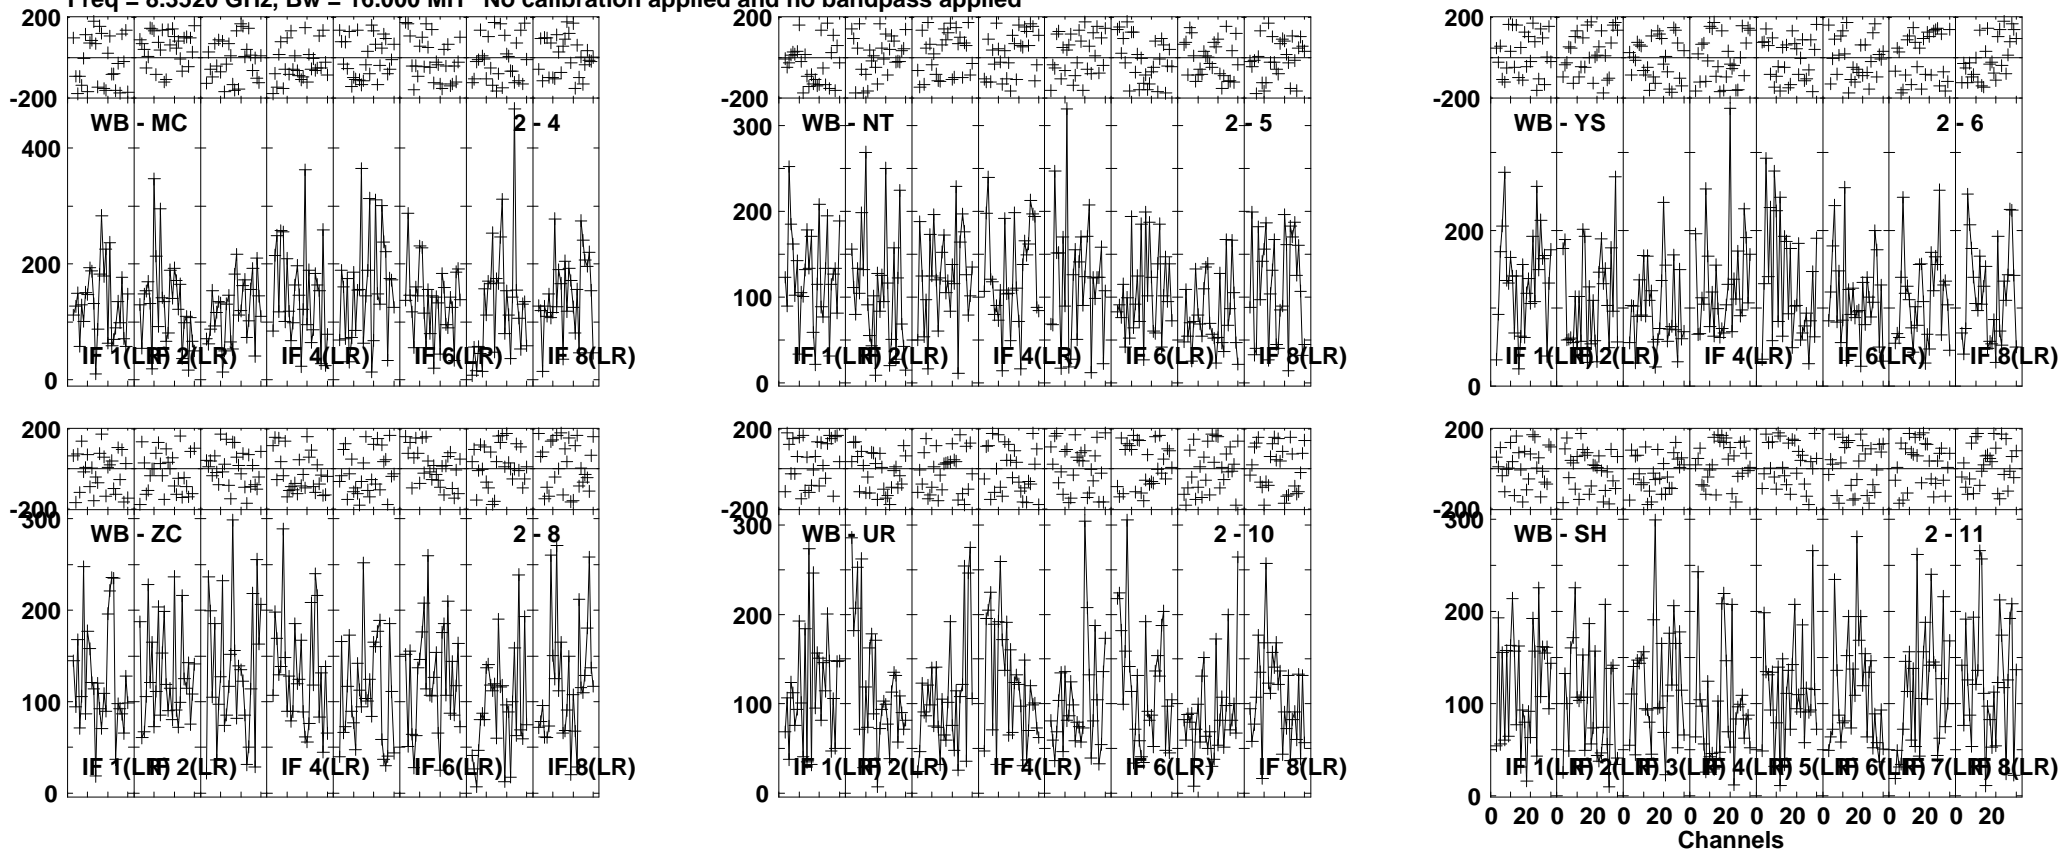 Freq = 8.3520 GHz, Bw = 16.000 MH No calibration applied and no bandpass applied
200 200 200
-200 -200 -200
WB - MC 2 - 4 WB - NT 2 - 5 WB - YS 2 - 6
400 300
200 200 200
100
IF 1(LR) IF 2(LR) IF 4(LR) IF 6(LR) IF 8(LR) IF 1(LR) IF 2(LR) IF 4(LR) IF 6(LR) IF 8(LR) IF 1(LR) IF 2(LR) IF 4(LR) IF 6(LR) IF 8(LR)
0 0 0
200 200 200
-200 -200 -200
300 300 300
WB - ZC 2 - 8 WB - UR 2 - 10 WB - SH 2 - 11
200 200 200
100 100 100
IF 1(LR) IF 2(LR) IF 4(LR) IF 6(LR) IF 8(LR) IF 1(LR) IF 2(LR) IF 4(LR) IF 6(LR) IF 8(LR) IF 1(LR) IF 2(LR) IF 3(LR) IF 4(LR) IF 5(LR) IF 6(LR) IF 7(LR) IF 8(LR)
0 0 0
0 20 0 20 0 20 0 20 0 20 0 20 0 20 0 20
Channels